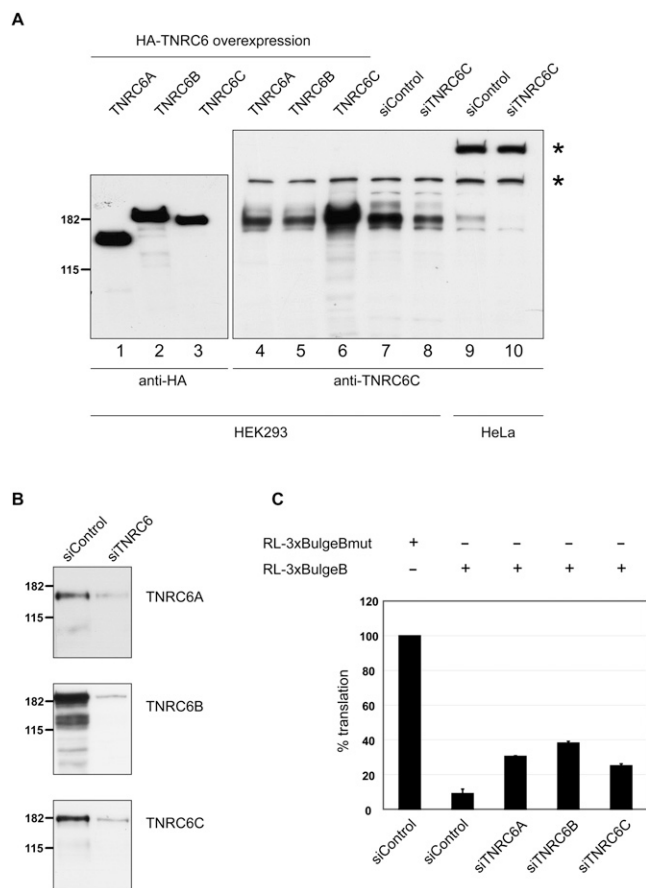 A
HA-TNRC6 overexpression
TNRC6A TNRC6B TNRC6C TNRC6A TNRC6B TNRC6C siControl siTNRC6C siControl siTNRC6C
*
*
182
115
1 2 3 4 5 6 7 8 9 10
anti-HA anti-TNRC6C
HEK293 HeLa
B
siControl siTNRC6
182
115
TNRC6A
182
115
TNRC6B
182
115
TNRC6C
C
RL-3xBulgeBmut + – – – –
RL-3xBulgeB – + + + +
% translation
120
100
80
60
40
20
0
siControl siControl siTNRC6A siTNRC6B siTNRC6C